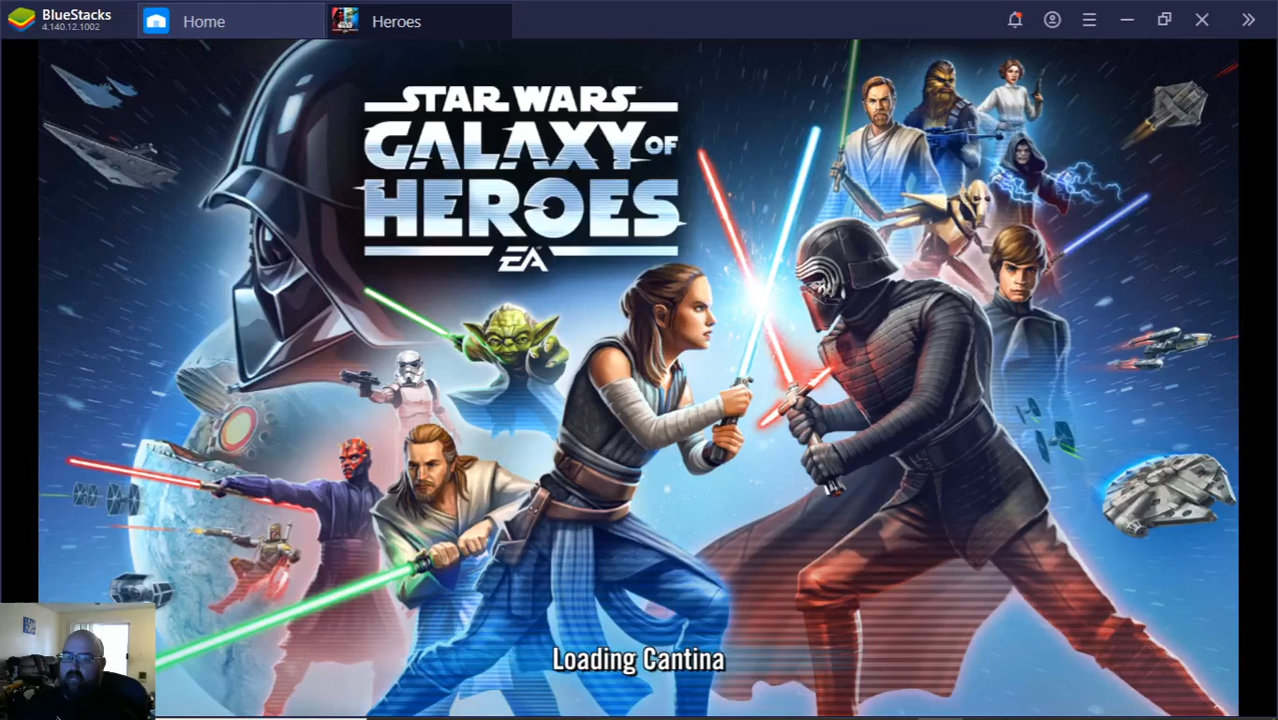 BlueStacks
4.140.12.1002
Home
Heroes
STAR WARS
GALAXY OF
HEROES
EA
Loading Cantina